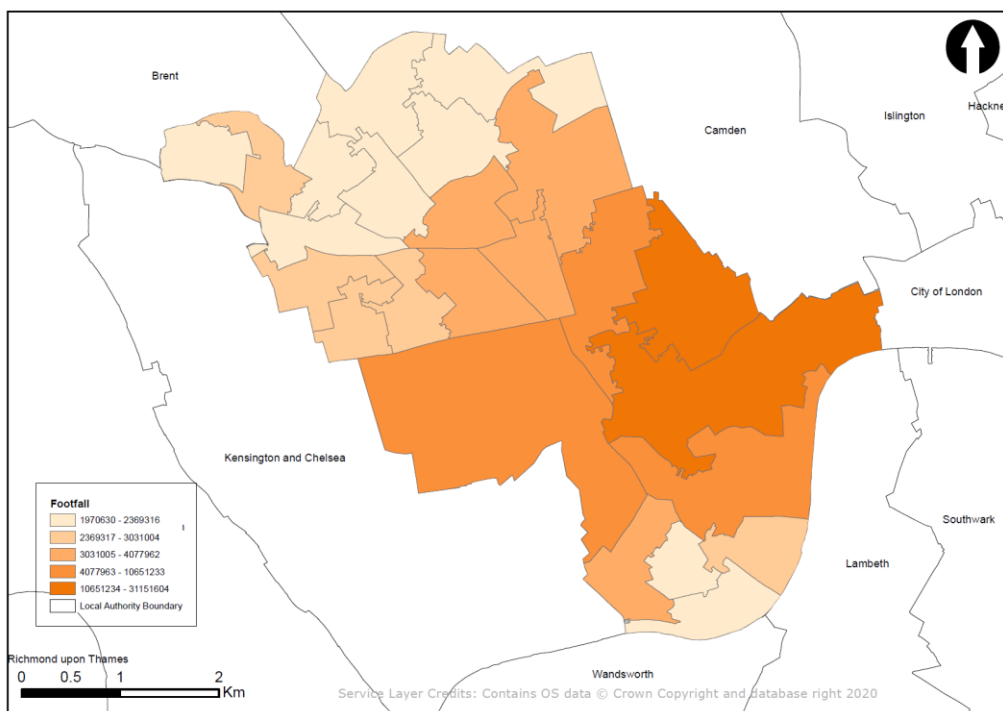 Brent
Camden
Islington
Hackne
City of London
Kensington and Chelsea
Southwark
Lambeth
Wandsworth
Richmond upon Thames
Footfall
1970630 - 2369316
2369317 - 3031004
3031005 - 4077962
4077963 - 10651233
10651234 - 31151604
Local Authority Boundary
0 0.5 1 2
Km
Service Layer Credits: Contains OS data © Crown Copyright and database right 2020